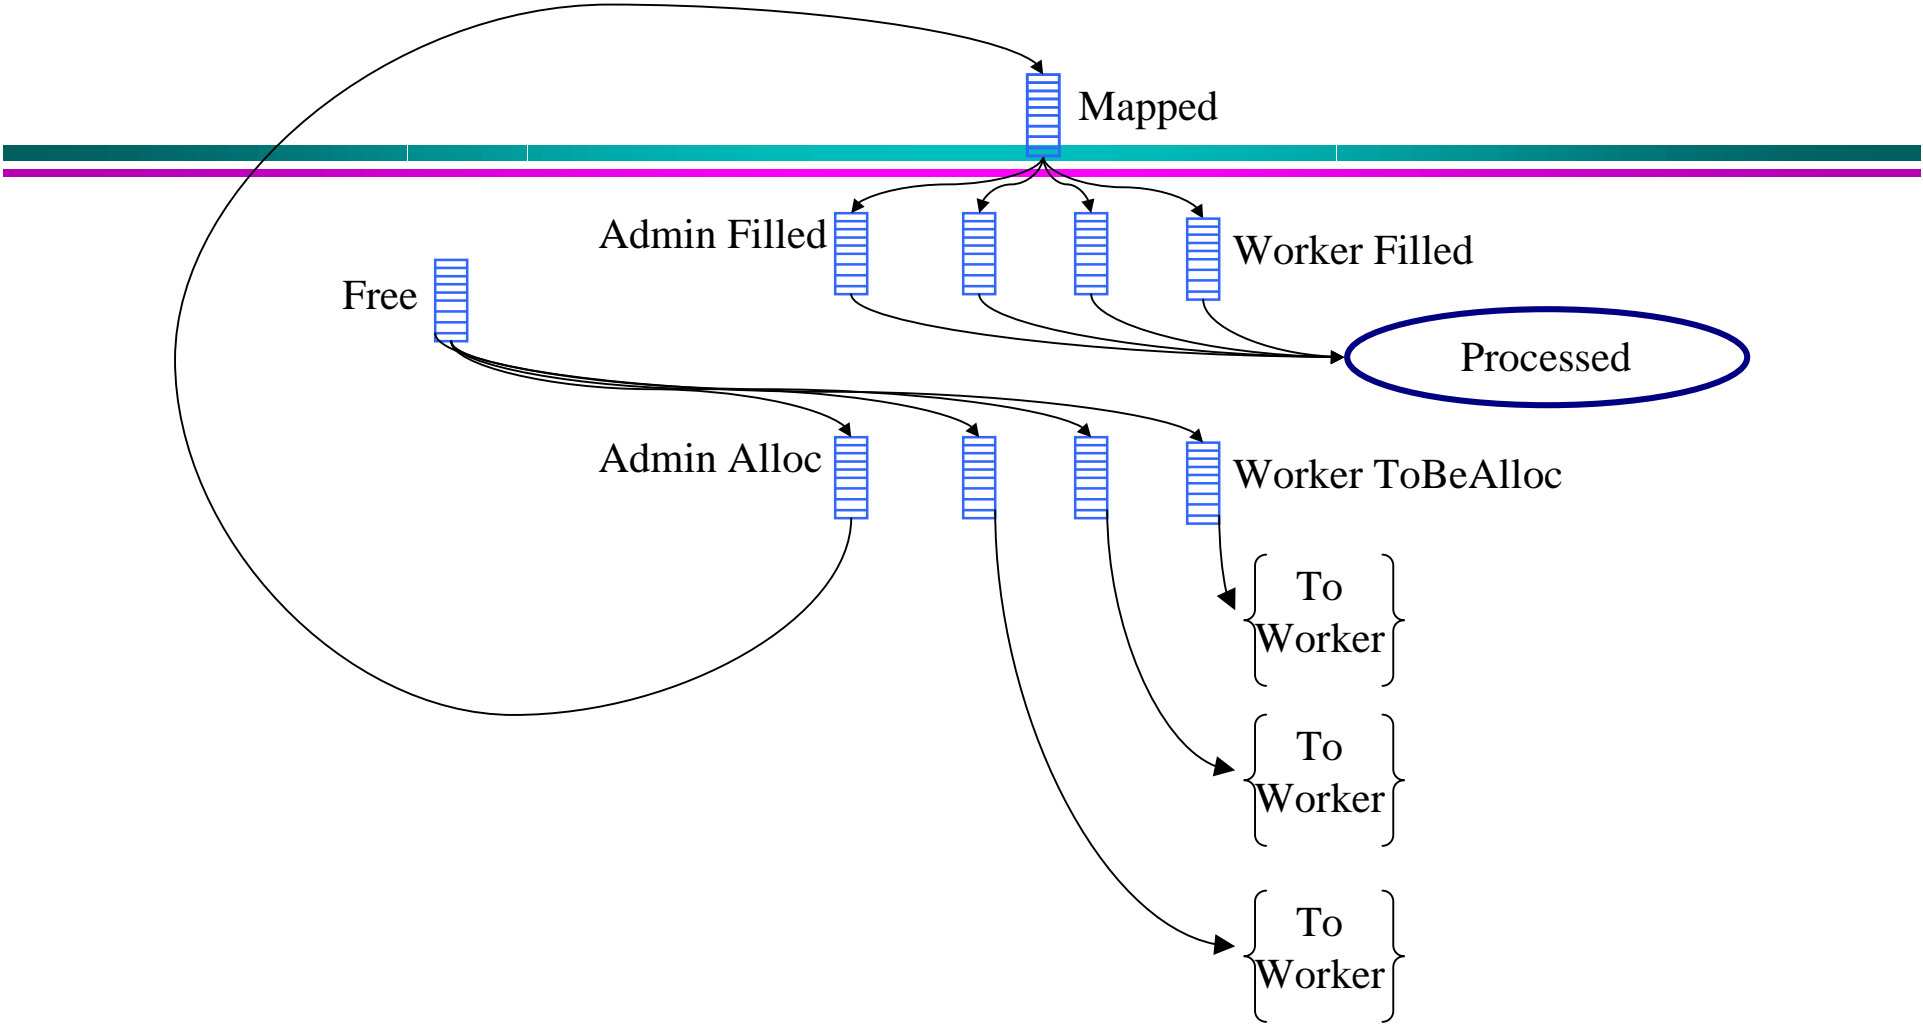 Mapped
Admin Filled
Worker Filled
Free
Processed
Admin Alloc
Worker ToBeAlloc
To
Worker
To
Worker
To
Worker